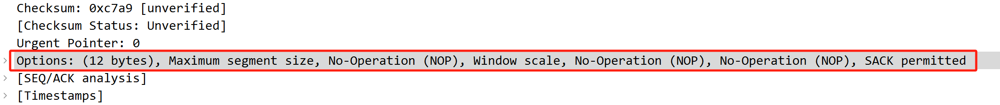 Checksum: 0xc7a9 [unverified]
[Checksum Status: Unverified]
Urgent Pointer: 0
Options: (12 bytes), Maximum segment size, No-Operation (NOP), Window scale, No-Operation (NOP), No-Operation (NOP), SACK permitted
[SEQ/ACK analysis]
[Timestamps]